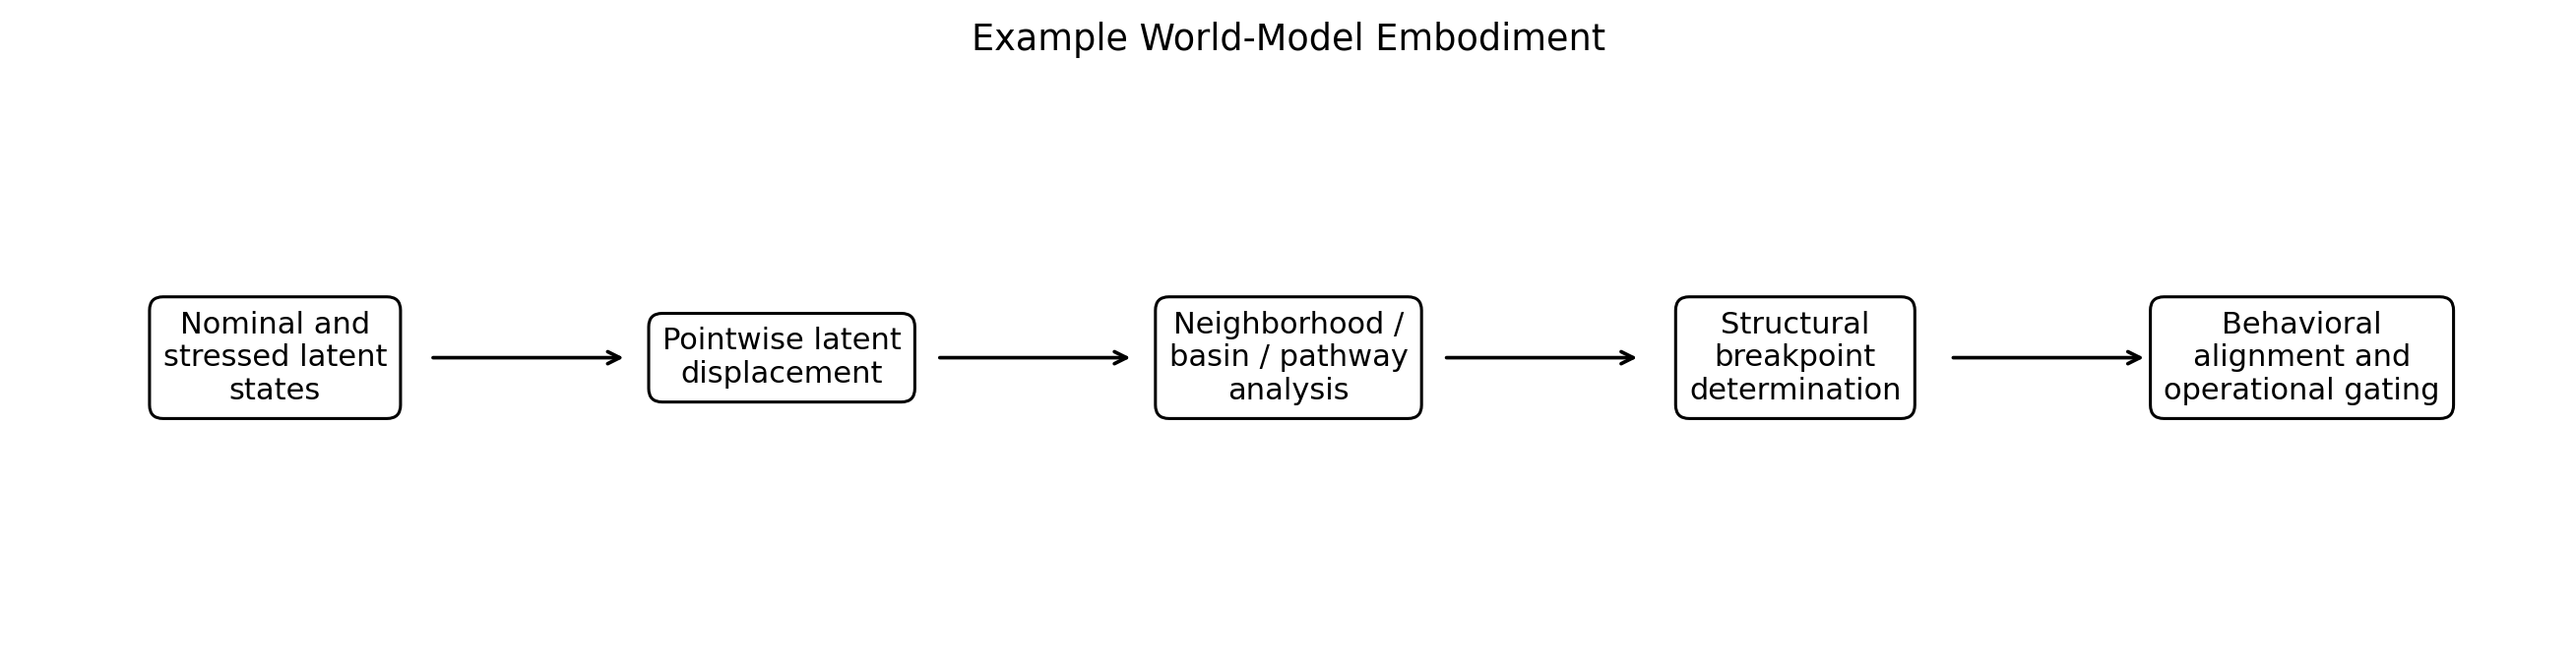 Example World-Model Embodiment
Nominal and
stressed latent
states
Pointwise latent
displacement
Neighborhood /
basin / pathway
analysis
Structural
breakpoint
determination
Behavioral
alignment and
operational gating